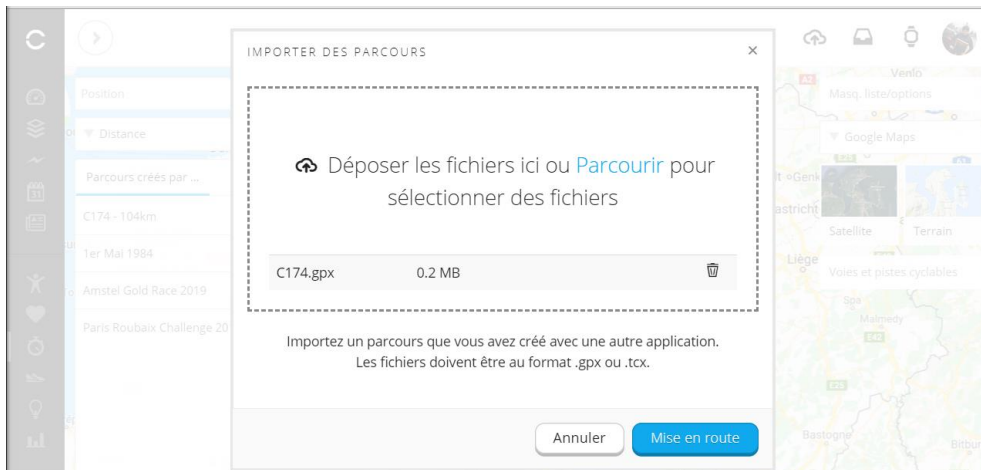 IMPORTER DES PARCOURS
×
Position
Distance
Parcours créés par ...
C174 - 104km
1er Mai 1984
Amstel Gold Race 2019
Paris Roubaix Challenge 20
Déposer les fichiers ici ou Parcourir pour
sélectionner des fichiers
C174.gpx 0.2 MB
Importez un parcours que vous avez créé avec une autre application.
Les fichiers doivent être au format .gpx ou .tcx.
Annuler
Mise en route
Venlo
Masq. liste/options
Google Maps
Genk
Satellite
Terrain
Liège
Voies et pistes cyclables
Spa
Malmedy
E42
E25
Bastogne
Bitbur
31